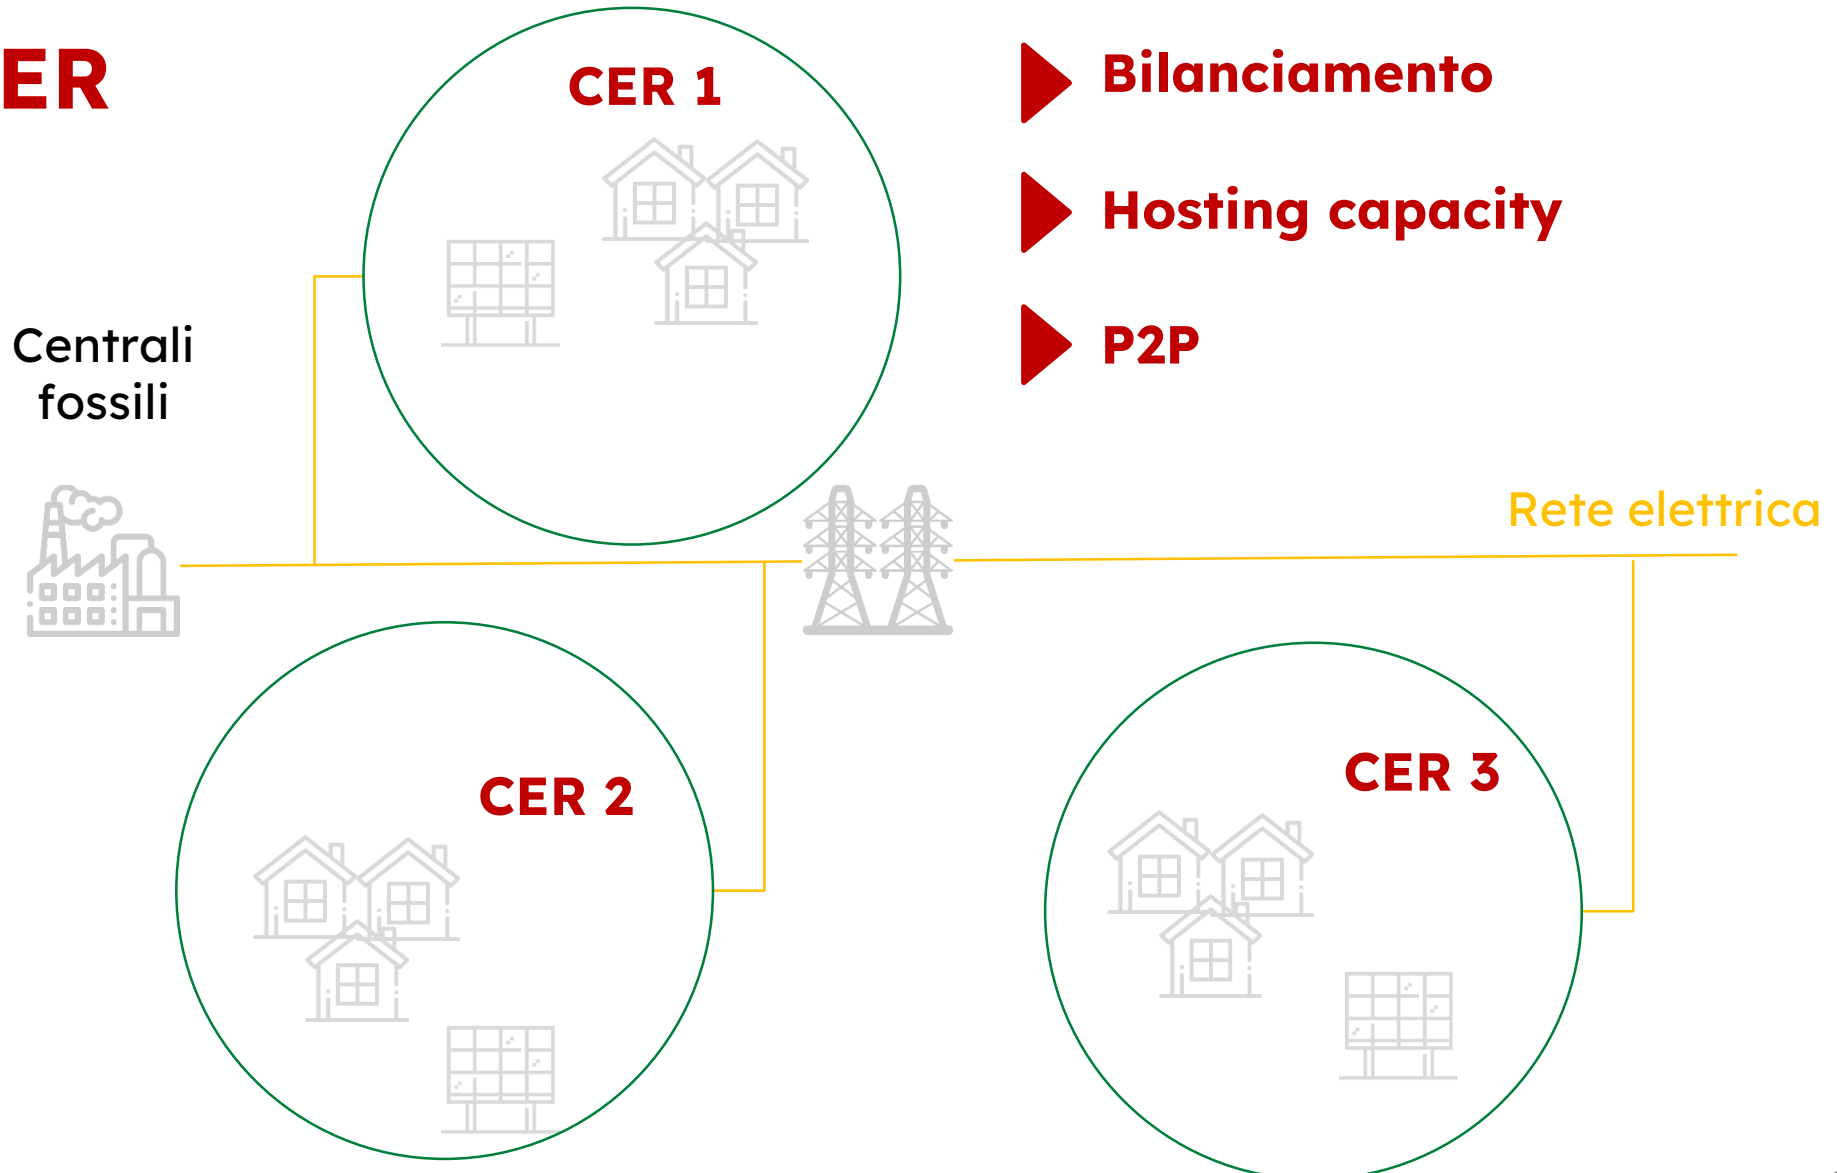 ER
CER 1
Bilanciamento
Hosting capacity
P2P
Centrali
fossili
Rete elettrica
CER 2
CER 3